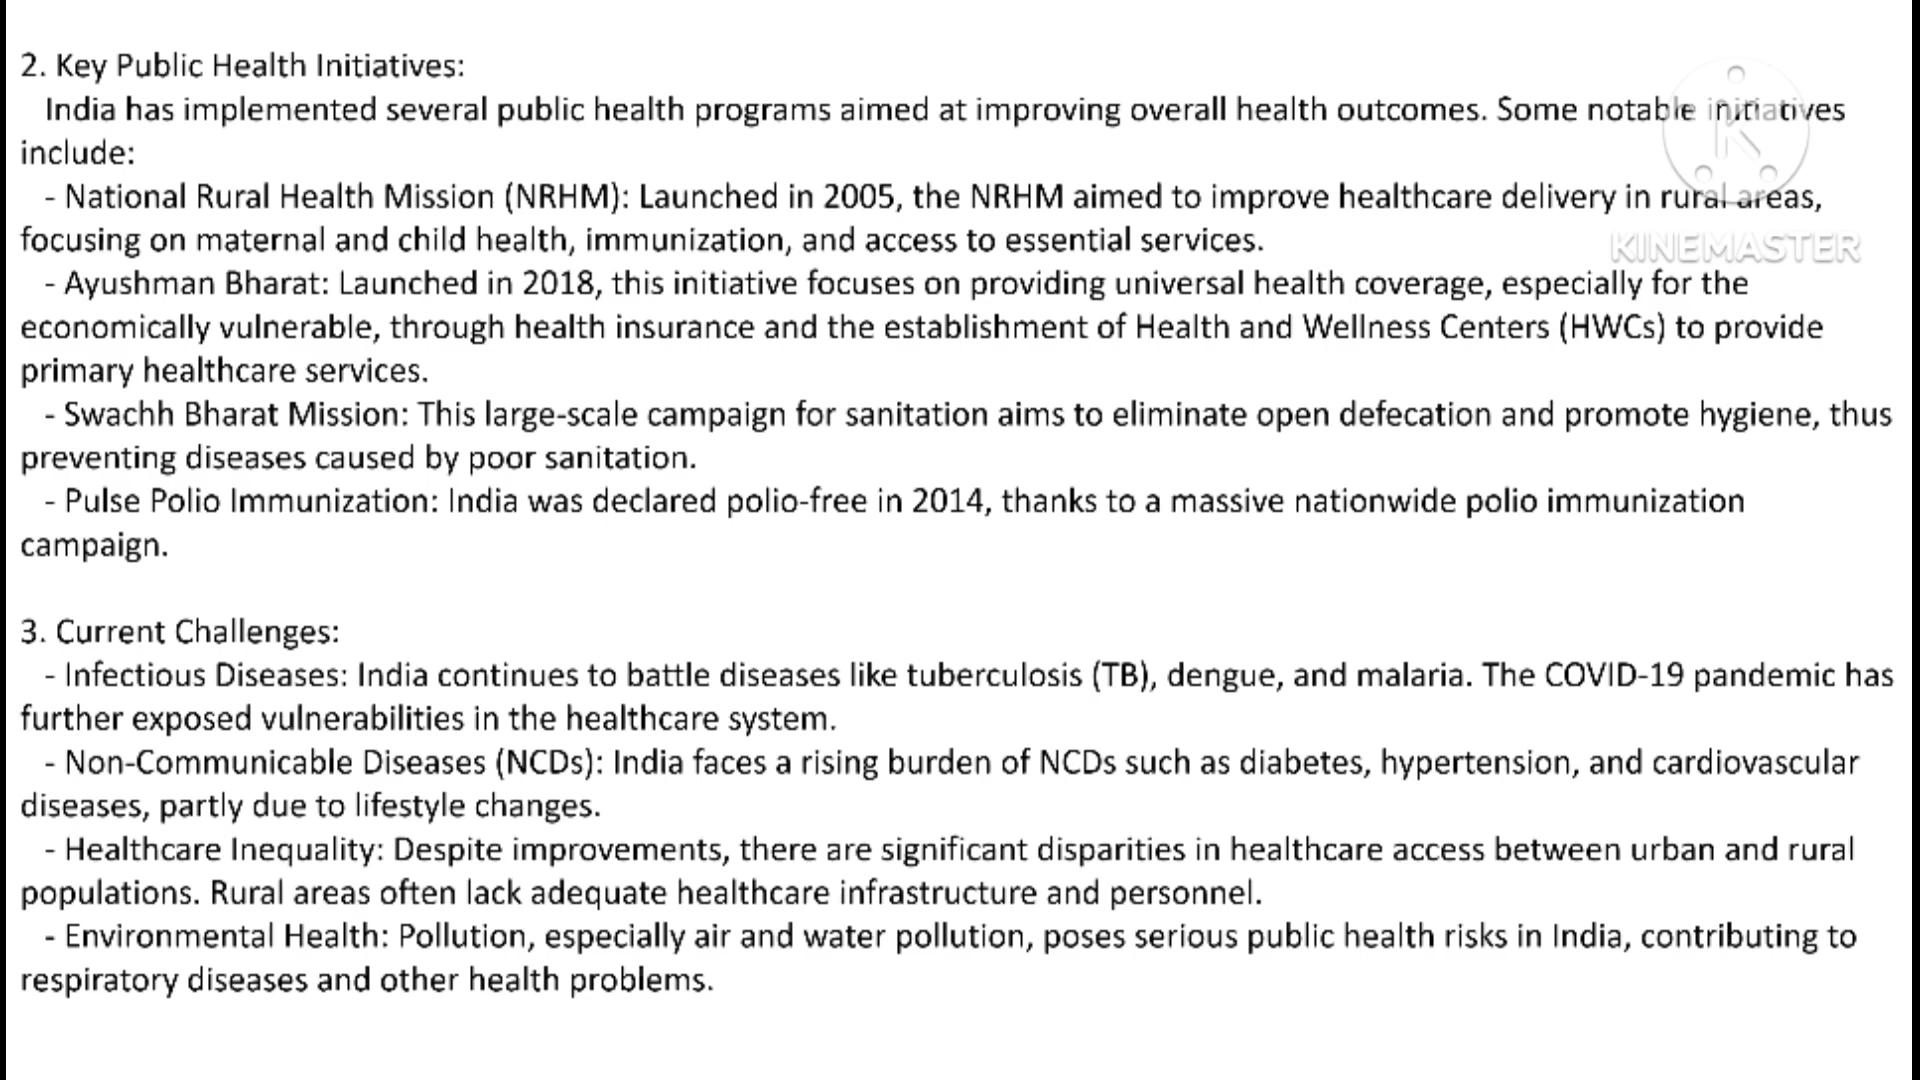 2. Key Public Health Initiatives:
India has implemented several public health programs aimed at improving overall health outcomes. Some notable initiatives
include:
- National Rural Health Mission (NRHM): Launched in 2005, the NRHM aimed to improve healthcare delivery in rural areas,
focusing on maternal and child health, immunization, and access to essential services.
KINEMASTER
- Ayushman Bharat: Launched in 2018, this initiative focuses on providing universal health coverage, especially for the
economically vulnerable, through health insurance and the establishment of Health and Wellness Centers (HWCs) to provide
primary healthcare services.
- Swachh Bharat Mission: This large-scale campaign for sanitation aims to eliminate open defecation and promote hygiene, thus
preventing diseases caused by poor sanitation.
- Pulse Polio Immunization: India was declared polio-free in 2014, thanks to a massive nationwide polio immunization
campaign.
3. Current Challenges:
- Infectious Diseases: India continues to battle diseases like tuberculosis (TB), dengue, and malaria. The COVID-19 pandemic has
further exposed vulnerabilities in the healthcare system.
- Non-Communicable Diseases (NCDs): India faces a rising burden of NCDs such as diabetes, hypertension, and cardiovascular
diseases, partly due to lifestyle changes.
- Healthcare Inequality: Despite improvements, there are significant disparities in healthcare access between urban and rural
populations. Rural areas often lack adequate healthcare infrastructure and personnel.
- Environmental Health: Pollution, especially air and water pollution, poses serious public health risks in India, contributing to
respiratory diseases and other health problems.